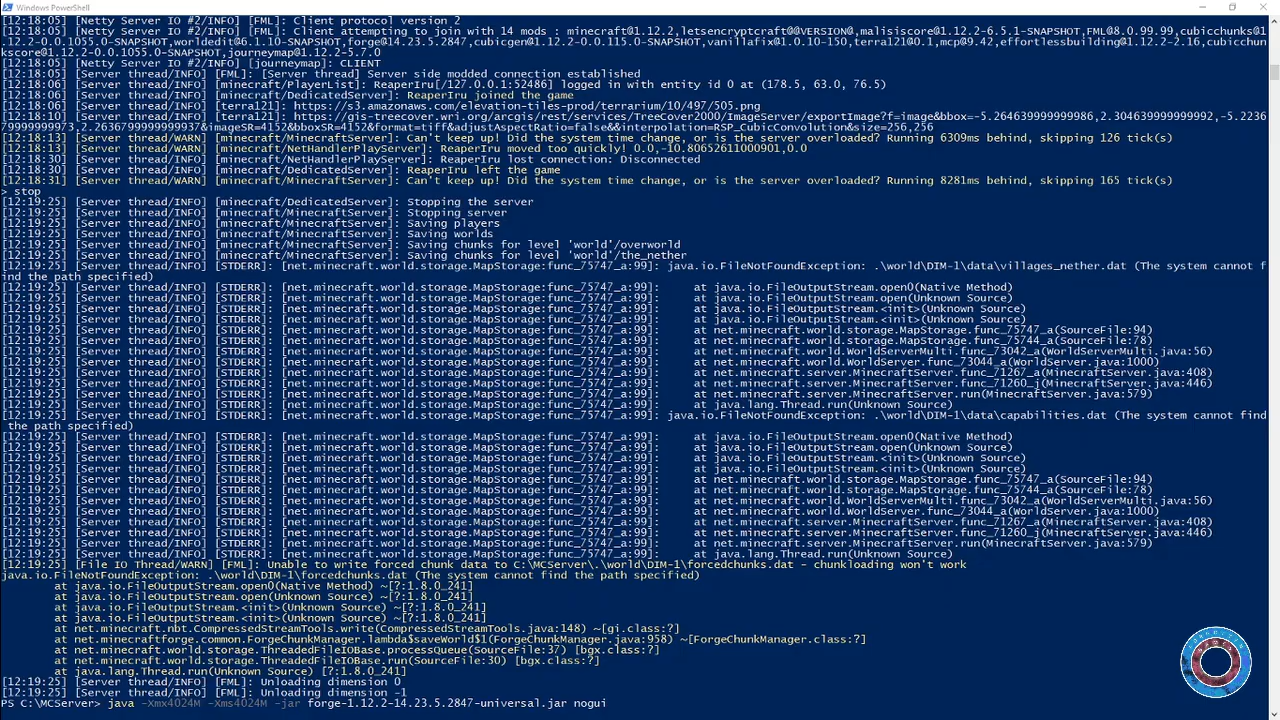 Windows PowerShell
[12:18:05] [Netty Server IO #2/INFO] [FML]: Client protocol version 2
[12:18:05] [Netty Server IO #2/INFO] [FML]: Client attempting to join with 14 mods : minecraft@1.12.2,letsencryptcraft@@VERSION@,malisiscore@1.12.2-6.5.1-SNAPSHOT,FML@8.0.99.99,cubicchunks@1
.12.2-0.0.1055.0-SNAPSHOT,worldedit@6.1.10-SNAPSHOT,forge@14.23.5.2847,cubicgen@1.12.2-0.0.115.0-SNAPSHOT,vanillafix@1.0.10-150,terra121@0.1,mcp@9.42,effortlessbuilding@1.12.2-2.16,cubicchun
kscore@1.12.2-0.0.1055.0-SNAPSHOT,journeymap@1.12.2-5.7.0
[12:18:05] [Netty Server IO #2/INFO] [journeymap]: CLIENT
[12:18:05] [Server thread/INFO] [FML]: [Server thread] Server side modded connection established
[12:18:06] [Server thread/INFO] [minecraft/PlayerList]: ReaperIru[/127.0.0.1:52486] logged in with entity id 0 at (178.5, 63.0, 76.5)
[12:18:06] [Server thread/INFO] [minecraft/DedicatedServer]: ReaperIru joined the game
[12:18:06] [Server thread/INFO] [terra121]: https://s3.amazonaws.com/elevation-tiles-prod/terrarium/10/497/505.png
[12:18:10] [Server thread/INFO] [terra121]: https://gis-treecover.wri.org/arcgis/rest/services/TreeCover2000/ImageServer/exportImage?f=image&bbox=-5.264639999999986,2.304639999999992,-5.2236
79999999973,2.2636799999999937&imageSR=4152&bboxSR=4152&format=tiff&adjustAspectRatio=false&&interpolation=RSP_CubicConvolution&size=256,256
[12:18:13] [Server thread/WARN] [minecraft/MinecraftServer]: Can't keep up! Did the system time change, or is the server overloaded? Running 6309ms behind, skipping 126 tick(s)
[12:18:13] [Server thread/WARN] [minecraft/NetHandlerPlayServer]: ReaperIru moved too quickly! 0.0,-10.80652611000901,0.0
[12:18:30] [Server thread/INFO] [minecraft/NetHandlerPlayServer]: ReaperIru lost connection: Disconnected
[12:18:30] [Server thread/INFO] [minecraft/DedicatedServer]: ReaperIru left the game
[12:18:31] [Server thread/WARN] [minecraft/MinecraftServer]: Can't keep up! Did the system time change, or is the server overloaded? Running 8281ms behind, skipping 165 tick(s)
> stop
[12:19:25] [Server thread/INFO] [minecraft/DedicatedServer]: Stopping the server
[12:19:25] [Server thread/INFO] [minecraft/MinecraftServer]: Stopping server
[12:19:25] [Server thread/INFO] [minecraft/MinecraftServer]: Saving players
[12:19:25] [Server thread/INFO] [minecraft/MinecraftServer]: Saving worlds
[12:19:25] [Server thread/INFO] [minecraft/MinecraftServer]: Saving chunks for level 'world'/overworld
[12:19:25] [Server thread/INFO] [minecraft/MinecraftServer]: Saving chunks for level 'world'/the_nether
[12:19:25] [Server thread/INFO] [STDERR]: [net.minecraft.world.storage.MapStorage:func_75747_a:99]: java.io.FileNotFoundException: .\world\DIM-1\data\villages_nether.dat (The system cannot f
ind the path specified)
[12:19:25] [Server thread/INFO] [STDERR]: [net.minecraft.world.storage.MapStorage:func_75747_a:99]: at java.io.FileOutputStream.open0(Native Method)
[12:19:25] [Server thread/INFO] [STDERR]: [net.minecraft.world.storage.MapStorage:func_75747_a:99]: at java.io.FileOutputStream.open(Unknown Source)
[12:19:25] [Server thread/INFO] [STDERR]: [net.minecraft.world.storage.MapStorage:func_75747_a:99]: at java.io.FileOutputStream.<init>(Unknown Source)
[12:19:25] [Server thread/INFO] [STDERR]: [net.minecraft.world.storage.MapStorage:func_75747_a:99]: at java.io.FileOutputStream.<init>(Unknown Source)
[12:19:25] [Server thread/INFO] [STDERR]: [net.minecraft.world.storage.MapStorage:func_75747_a:99]: at net.minecraft.world.storage.MapStorage.func_75747_a(SourceFile:94)
[12:19:25] [Server thread/INFO] [STDERR]: [net.minecraft.world.storage.MapStorage:func_75747_a:99]: at net.minecraft.world.storage.MapStorage.func_75744_a(SourceFile:78)
[12:19:25] [Server thread/INFO] [STDERR]: [net.minecraft.world.storage.MapStorage:func_75747_a:99]: at net.minecraft.world.WorldServerMulti.func_73042_a(WorldServerMulti.java:56)
[12:19:25] [Server thread/INFO] [STDERR]: [net.minecraft.world.storage.MapStorage:func_75747_a:99]: at net.minecraft.world.WorldServer.func_73044_a(WorldServer.java:1000)
[12:19:25] [Server thread/INFO] [STDERR]: [net.minecraft.world.storage.MapStorage:func_75747_a:99]: at net.minecraft.server.MinecraftServer.func_71267_a(MinecraftServer.java:408)
[12:19:25] [Server thread/INFO] [STDERR]: [net.minecraft.world.storage.MapStorage:func_75747_a:99]: at net.minecraft.server.MinecraftServer.func_71260_j(MinecraftServer.java:446)
[12:19:25] [Server thread/INFO] [STDERR]: [net.minecraft.world.storage.MapStorage:func_75747_a:99]: at net.minecraft.server.MinecraftServer.run(MinecraftServer.java:579)
[12:19:25] [Server thread/INFO] [STDERR]: [net.minecraft.world.storage.MapStorage:func_75747_a:99]: at java.lang.Thread.run(Unknown Source)
[12:19:25] [Server thread/INFO] [STDERR]: [net.minecraft.world.storage.MapStorage:func_75747_a:99]: java.io.FileNotFoundException: .\world\DIM-1\data\capabilities.dat (The system cannot find
 the path specified)
[12:19:25] [Server thread/INFO] [STDERR]: [net.minecraft.world.storage.MapStorage:func_75747_a:99]: at java.io.FileOutputStream.open0(Native Method)
[12:19:25] [Server thread/INFO] [STDERR]: [net.minecraft.world.storage.MapStorage:func_75747_a:99]: at java.io.FileOutputStream.open(Unknown Source)
[12:19:25] [Server thread/INFO] [STDERR]: [net.minecraft.world.storage.MapStorage:func_75747_a:99]: at java.io.FileOutputStream.<init>(Unknown Source)
[12:19:25] [Server thread/INFO] [STDERR]: [net.minecraft.world.storage.MapStorage:func_75747_a:99]: at java.io.FileOutputStream.<init>(Unknown Source)
[12:19:25] [Server thread/INFO] [STDERR]: [net.minecraft.world.storage.MapStorage:func_75747_a:99]: at net.minecraft.world.storage.MapStorage.func_75747_a(SourceFile:94)
[12:19:25] [Server thread/INFO] [STDERR]: [net.minecraft.world.storage.MapStorage:func_75747_a:99]: at net.minecraft.world.storage.MapStorage.func_75744_a(SourceFile:78)
[12:19:25] [Server thread/INFO] [STDERR]: [net.minecraft.world.storage.MapStorage:func_75747_a:99]: at net.minecraft.world.WorldServerMulti.func_73042_a(WorldServerMulti.java:56)
[12:19:25] [Server thread/INFO] [STDERR]: [net.minecraft.world.storage.MapStorage:func_75747_a:99]: at net.minecraft.world.WorldServer.func_73044_a(WorldServer.java:1000)
[12:19:25] [Server thread/INFO] [STDERR]: [net.minecraft.world.storage.MapStorage:func_75747_a:99]: at net.minecraft.server.MinecraftServer.func_71267_a(MinecraftServer.java:408)
[12:19:25] [Server thread/INFO] [STDERR]: [net.minecraft.world.storage.MapStorage:func_75747_a:99]: at net.minecraft.server.MinecraftServer.func_71260_j(MinecraftServer.java:446)
[12:19:25] [Server thread/INFO] [STDERR]: [net.minecraft.world.storage.MapStorage:func_75747_a:99]: at net.minecraft.server.MinecraftServer.run(MinecraftServer.java:579)
[12:19:25] [Server thread/INFO] [STDERR]: [net.minecraft.world.storage.MapStorage:func_75747_a:99]: at java.lang.Thread.run(Unknown Source)
[12:19:25] [File IO Thread/WARN] [FML]: Unable to write forced chunk data to C:\MCServer\.\world\DIM-1\forcedchunks.dat - chunkloading won't work
java.io.FileNotFoundException: .\world\DIM-1\forcedchunks.dat (The system cannot find the path specified)
at java.io.FileOutputStream.open0(Native Method) ~[?:1.8.0_241]
at java.io.FileOutputStream.open(Unknown Source) ~[?:1.8.0_241]
at java.io.FileOutputStream.<init>(Unknown Source) ~[?:1.8.0_241]
at java.io.FileOutputStream.<init>(Unknown Source) ~[?:1.8.0_241]
at net.minecraft.nbt.CompressedStreamTools.write(CompressedStreamTools.java:148) ~[gi.class:?]
at net.minecraftforge.common.ForgeChunkManager.lambda$saveWorld$1(ForgeChunkManager.java:958) ~[ForgeChunkManager.class:?]
at net.minecraft.world.storage.ThreadedFileIOBase.processQueue(SourceFile:37) [bgx.class:?]
at net.minecraft.world.storage.ThreadedFileIOBase.run(SourceFile:30) [bgx.class:?]
at java.lang.Thread.run(Unknown Source) [?:1.8.0_241]
[12:19:25] [Server thread/INFO] [FML]: Unloading dimension 0
[12:19:25] [Server thread/INFO] [FML]: Unloading dimension -1
PS C:\MCServer> java -Xmx4024M -Xms4024M -jar forge-1.12.2-14.23.5.2847-universal.jar nogui